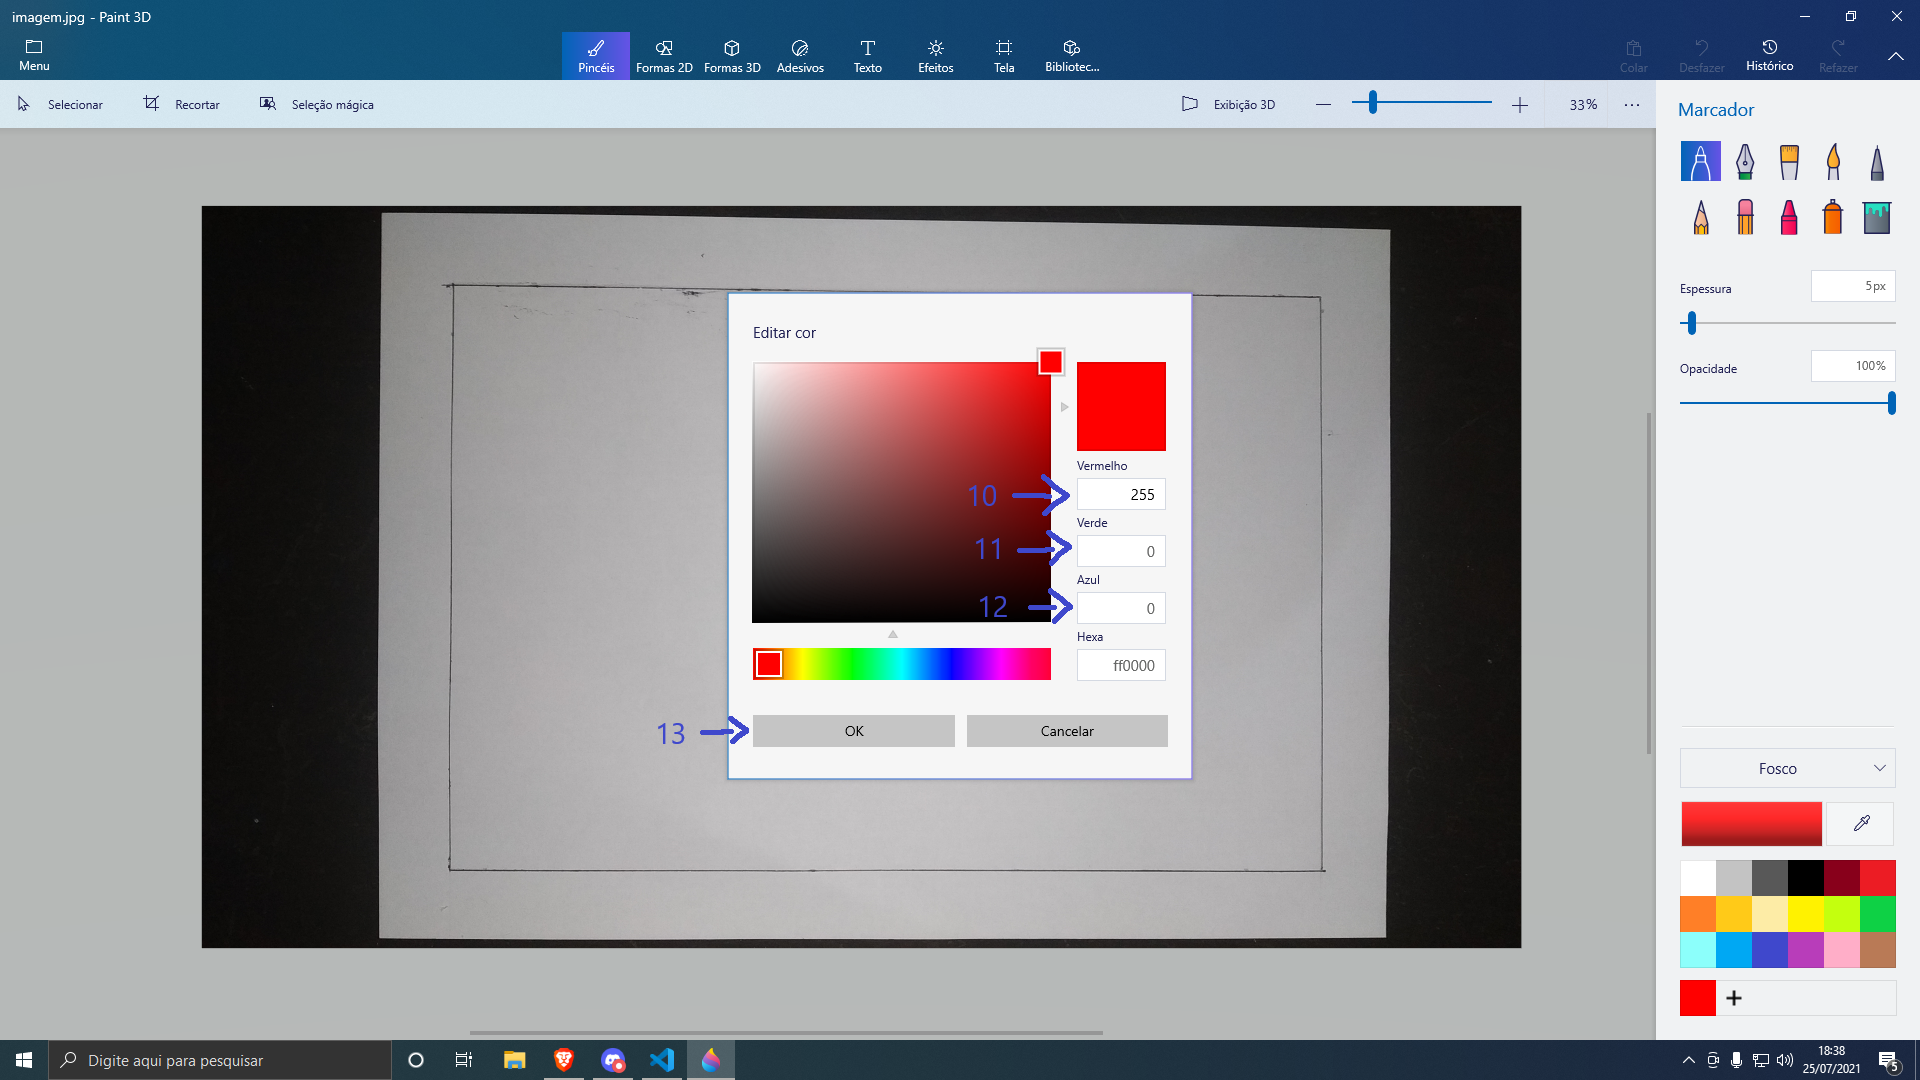 imagem.jpg - Paint 3D
Menu
Pincéis
Formas 2D
Formas 3D
Adesivos
Texto
Efeitos
Tela
Bibliotec...
Colar
Desfazer
Histórico
Refazer
Selecionar
Recortar
Seleção mágica
Exibição 3D
33%
Marcador
Espessura
5px
Opacidade
100%
Editar cor
Vermelho
10
255
Verde
11
0
Azul
12
0
Hexa
ff0000
13
OK
Cancelar
Fosco
Digite aqui para pesquisar
18:38
25/07/2021
5